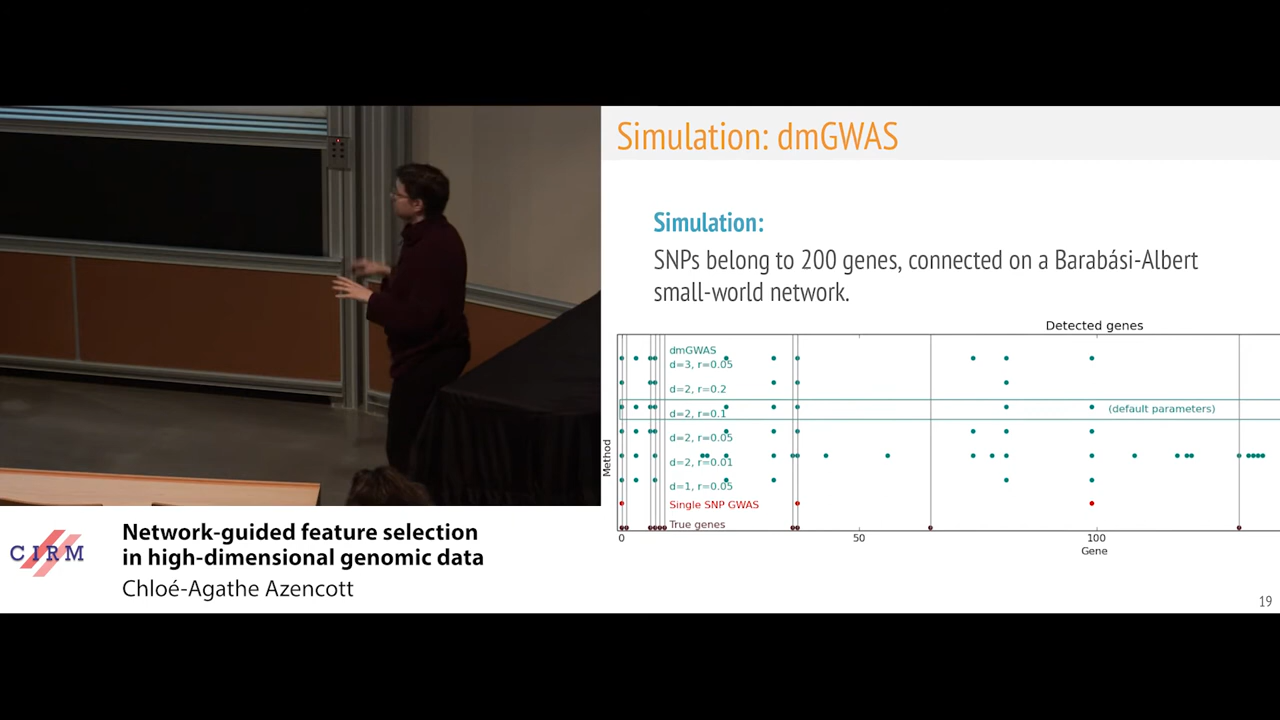 Simulation: dmGWAS
Simulation:
SNPs belong to 200 genes, connected on a Barabási-Albert
small-world network.
Detected genes
dmGWAS
d=3, r=0.05
d=2, r=0.2
d=2, r=0.1
(default parameters)
d=2, r=0.05
d=2, r=0.01
d=1, r=0.05
Single SNP GWAS
True genes
Method
0
50
100
Gene
19
CIRM
Network-guided feature selection
in high-dimensional genomic data
Chloé-Agathe Azencott